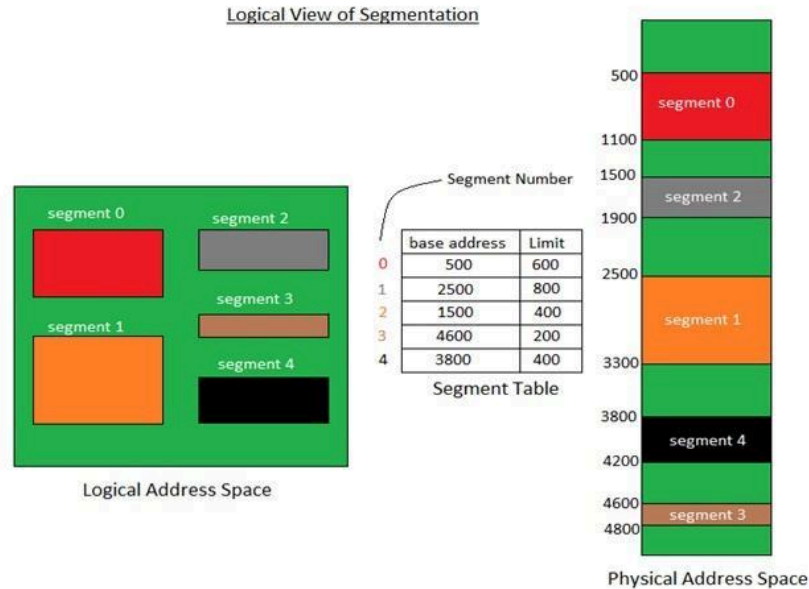 Logical View of Segmentation
segment 0
segment 2
segment 3
segment 1
segment 4
Logical Address Space
Segment Number
base address Limit
0 500 600
1 2500 800
2 1500 400
3 4600 200
4 3800 400
Segment Table
500
segment 0
1100
1500
segment 2
1900
2500
segment 1
3300
3800
segment 4
4200
4600
segment 3
4800
Physical Address Space